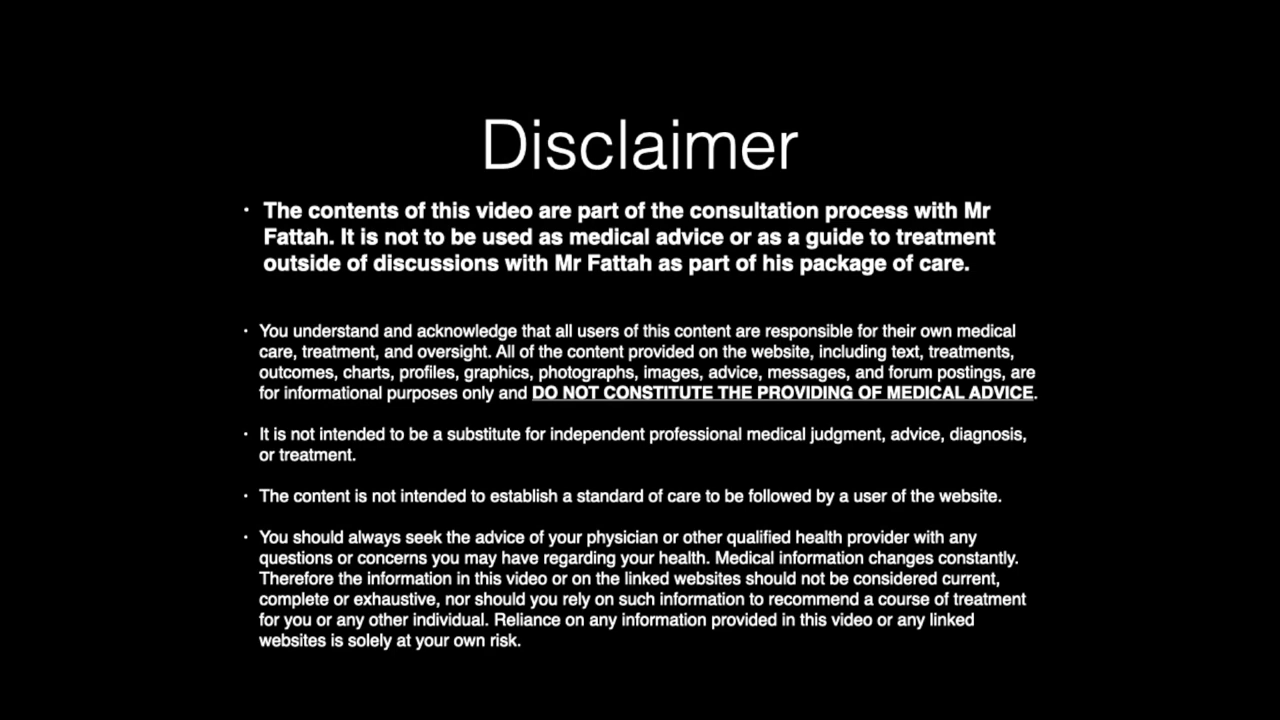 Disclaimer
• The contents of this video are part of the consultation process with Mr
Fattah. It is not to be used as medical advice or as a guide to treatment
outside of discussions with Mr Fattah as part of his package of care.
• You understand and acknowledge that all users of this content are responsible for their own medical
care, treatment, and oversight. All of the content provided on the website, including text, treatments,
outcomes, charts, profiles, graphics, photographs, images, advice, messages, and forum postings, are
for informational purposes only and DO NOT CONSTITUTE THE PROVIDING OF MEDICAL ADVICE.
• It is not intended to be a substitute for independent professional medical judgment, advice, diagnosis,
or treatment.
• The content is not intended to establish a standard of care to be followed by a user of the website.
• You should always seek the advice of your physician or other qualified health provider with any
questions or concerns you may have regarding your health. Medical information changes constantly.
Therefore the information in this video or on the linked websites should not be considered current,
complete or exhaustive, nor should you rely on such information to recommend a course of treatment
for you or any other individual. Reliance on any information provided in this video or any linked
websites is solely at your own risk.